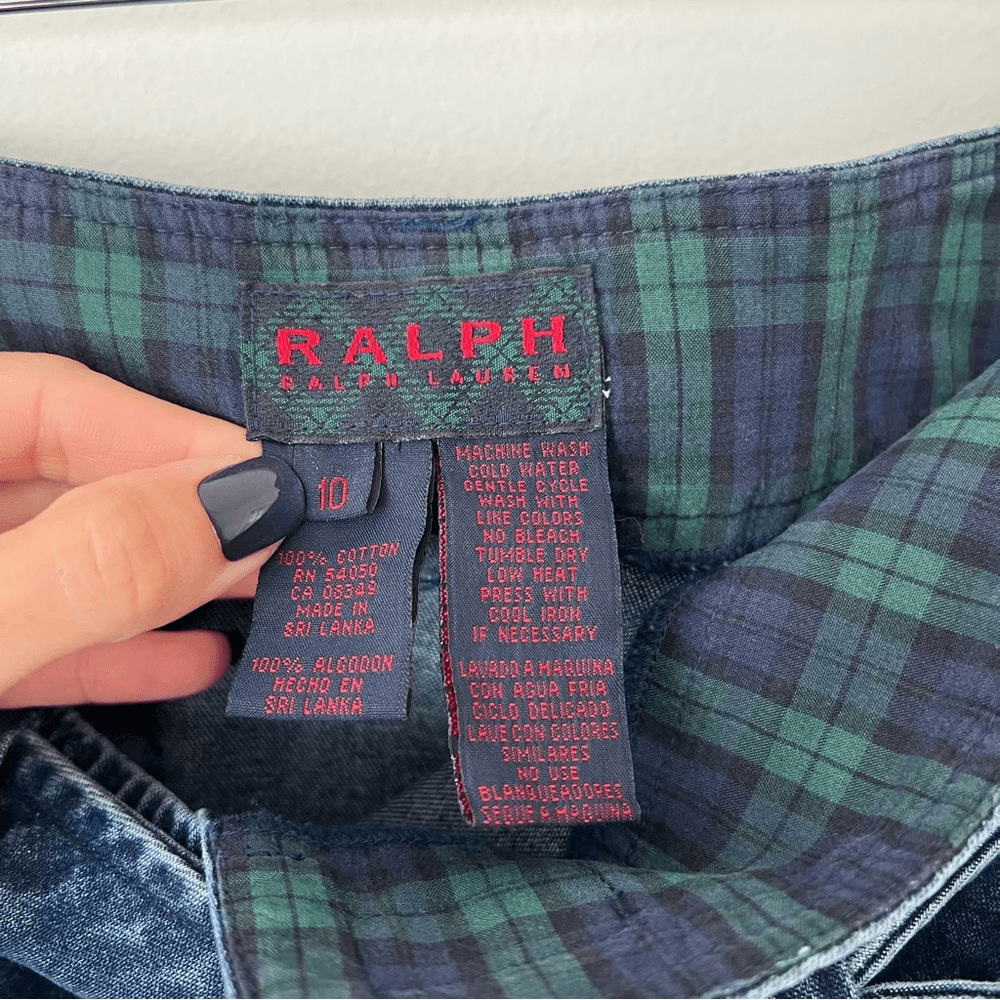 RALPH
RALPH LAUREN
10
100% COTTON
RN 54050
CA 08349
MADE IN
SRI LANKA
100% ALGODON
HECHO EN
SRI LANKA
MACHINE WASH
COLD WATER
GENTLE CYCLE
WASH WITH
LIKE COLORS
NO BLEACH
TUMBLE DRY
LOW HEAT
PRESS WITH
COOL IRON
IF NECESSARY
LAVADO A MAQUINA
CON AGUA FRIA
CICLO DELICADO
LAVE CON COLORES
SIMILARES
NO USE
BLANQUEADORES
SEQUE A MAQUINA